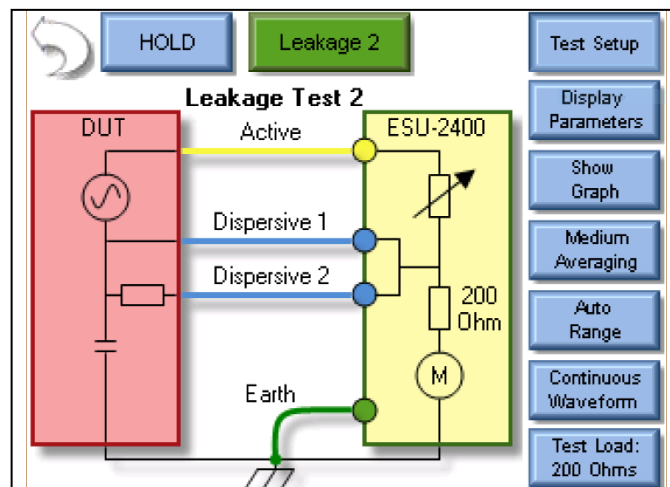 HOLD
Leakage 2
Test Setup
Leakage Test 2
DUT
Active
ESU-2400
Display
Parameters
Show
Graph
Dispersive 1
Medium
Averaging
Dispersive 2
200
Ohm
Auto
Range
M
Earth
Continuous
Waveform
Test Load:
200 Ohms